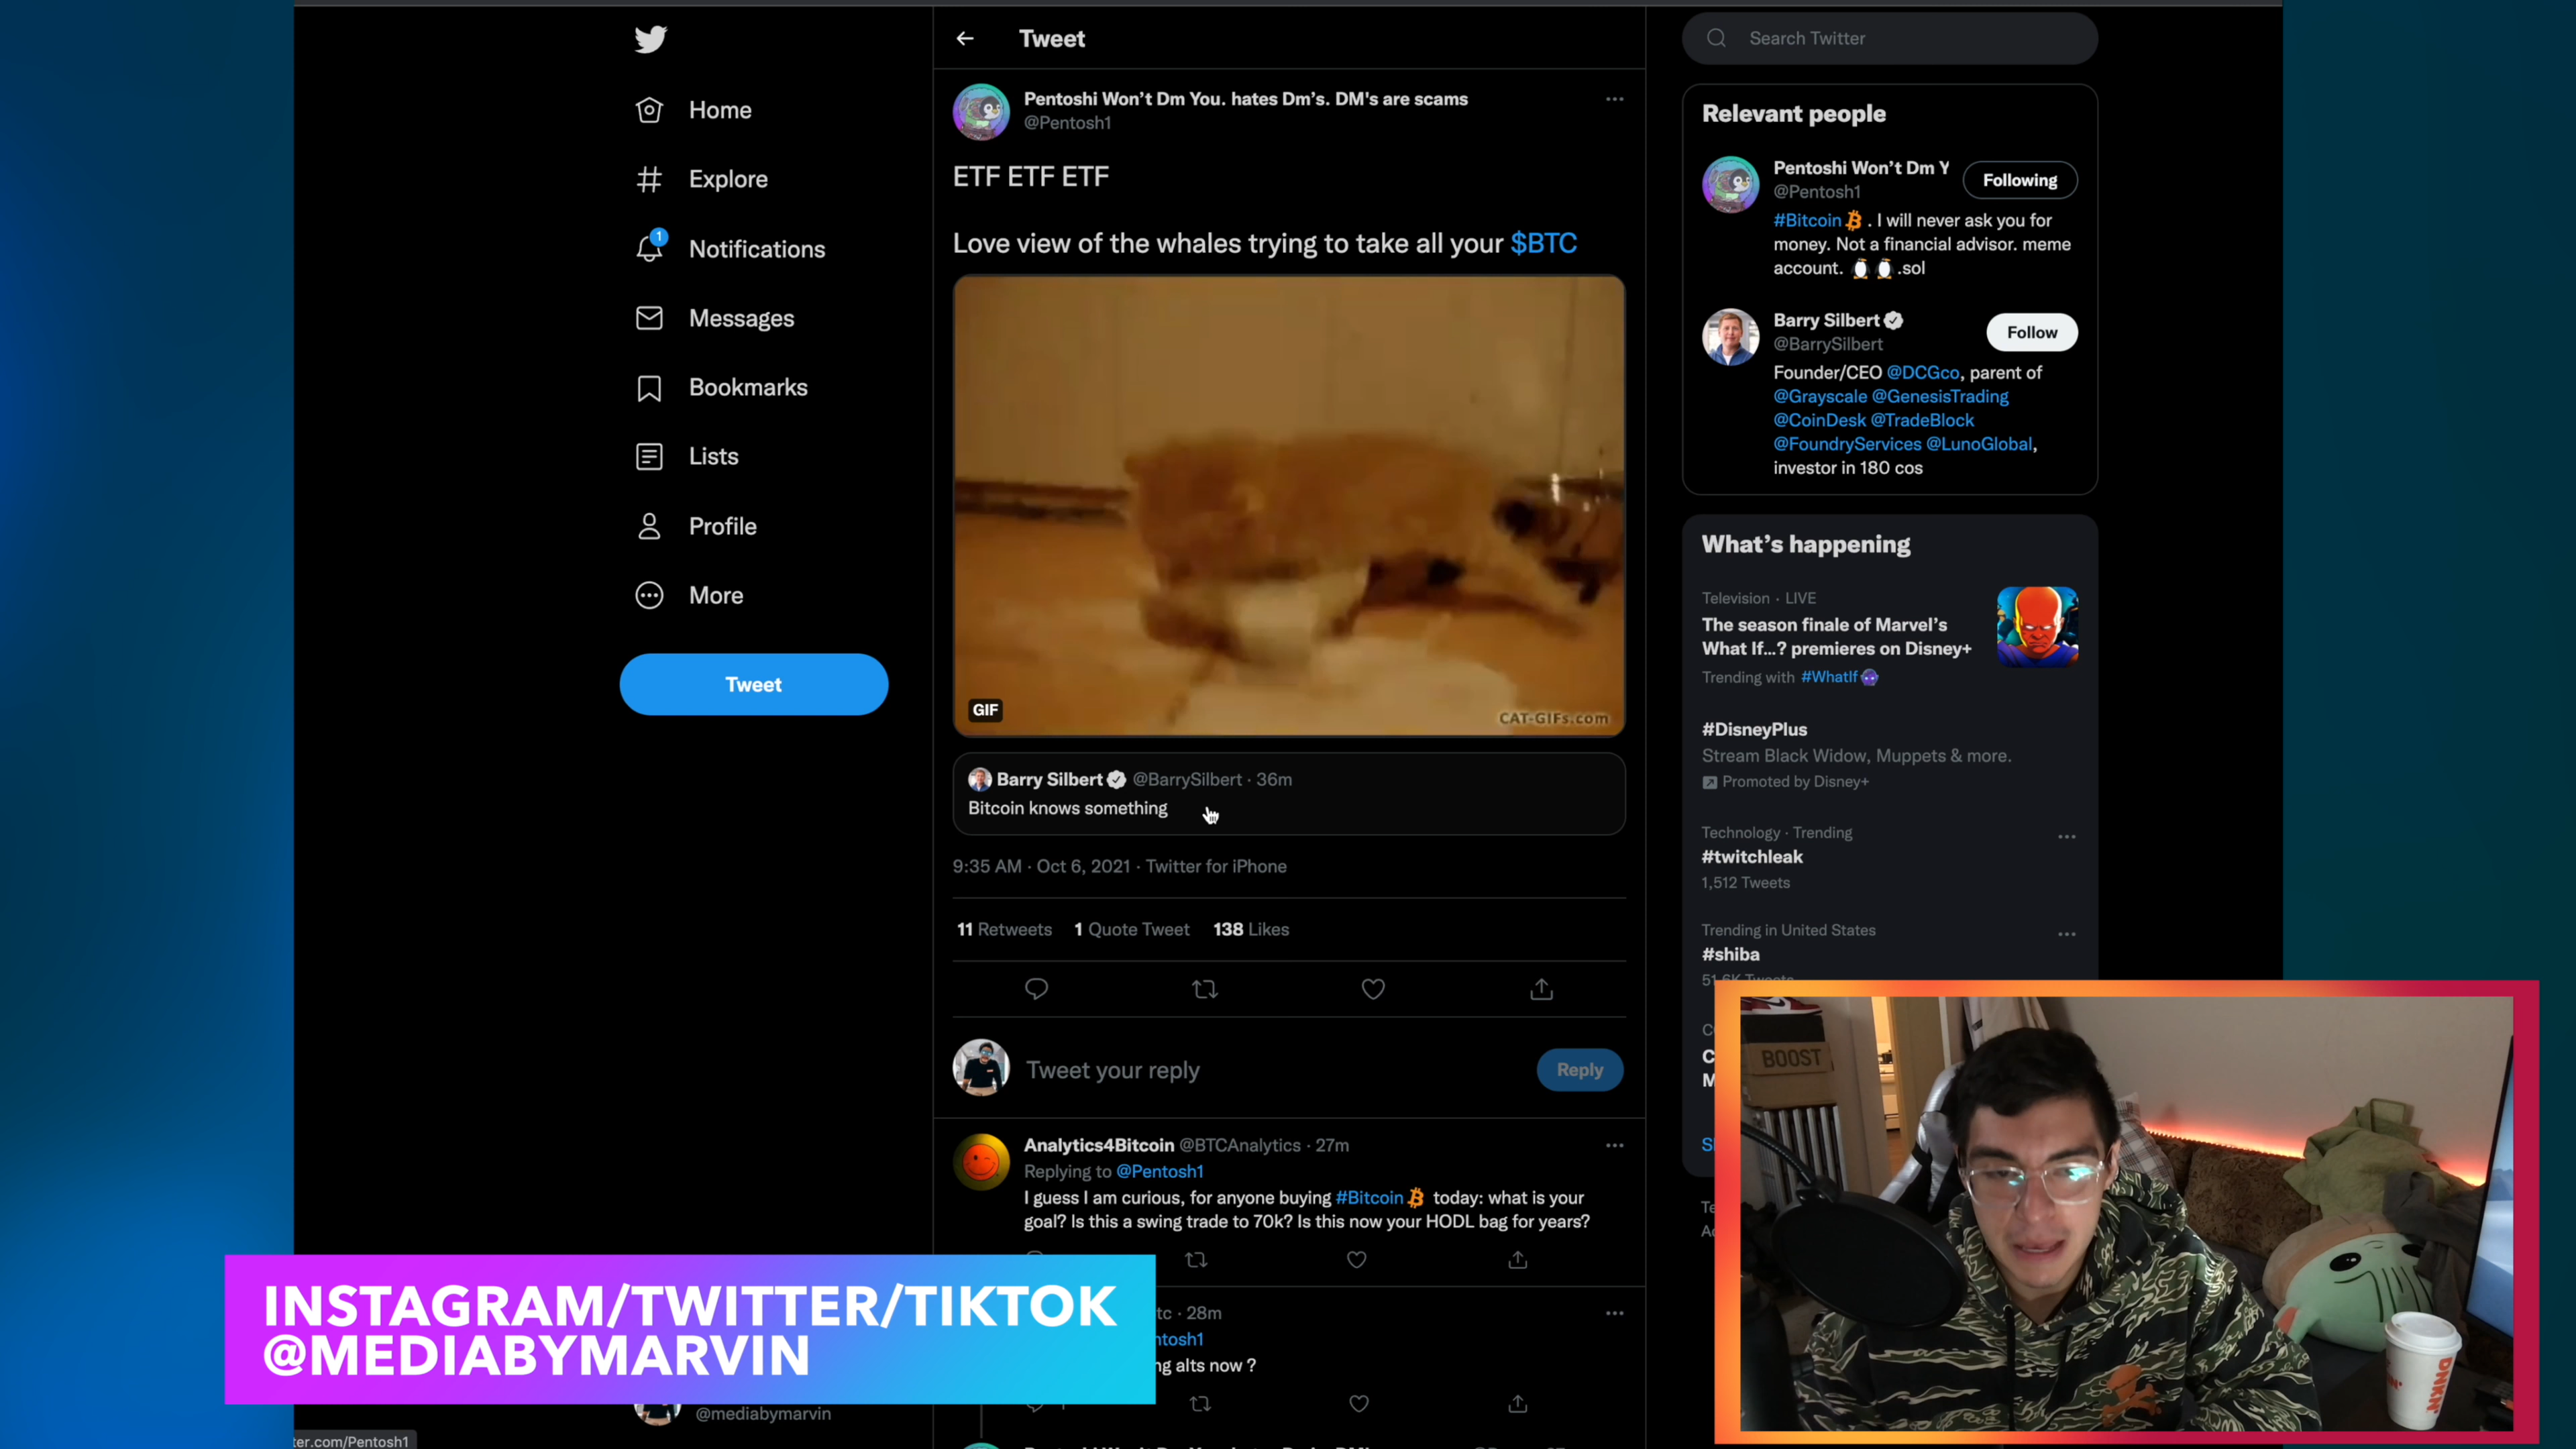 Home
Explore
1
Notifications
Messages
Bookmarks
Lists
Profile
More
Tweet
@mediabymarvin
ter.com/Pentosh1
Tweet
Pentoshi Won't Dm You. hates Dm's. DM's are scams
@Pentosh1
ETF ETF ETF
Love view of the whales trying to take all your $BTC
GIF
CAT-GIFs.com
Barry Silbert @BarrySilbert · 36m
Bitcoin knows something
9:35 AM · Oct 6, 2021 · Twitter for iPhone
11 Retweets 1 Quote Tweet 138 Likes
Tweet your reply
Reply
Analytics4Bitcoin @BTCAnalytics · 27m
Replying to @Pentosh1
I guess I am curious, for anyone buying #Bitcoin today: what is your
goal? Is this a swing trade to 70k? Is this now your HODL bag for years?
tc · 28m
ntosh1
ng alts now ?
Search Twitter
Relevant people
Pentoshi Won't Dm Y
Following
@Pentosh1
#Bitcoin . I will never ask you for
money. Not a financial advisor. meme
account. .sol
Barry Silbert
Follow
@BarrySilbert
Founder/CEO @DCGco, parent of
@Grayscale @GenesisTrading
@CoinDesk @TradeBlock
@FoundryServices @LunoGlobal,
investor in 180 cos
What's happening
Television · LIVE
The season finale of Marvel's
What If...? premieres on Disney+
Trending with #WhatIf
#DisneyPlus
Stream Black Widow, Muppets & more.
Promoted by Disney+
Technology · Trending
#twitchleak
1,512 Tweets
Trending in United States
#shiba
51.6K Tweets
BOOST
DUNKIN'
INSTAGRAM/TWITTER/TIKTOK
@MEDIABYMARVIN